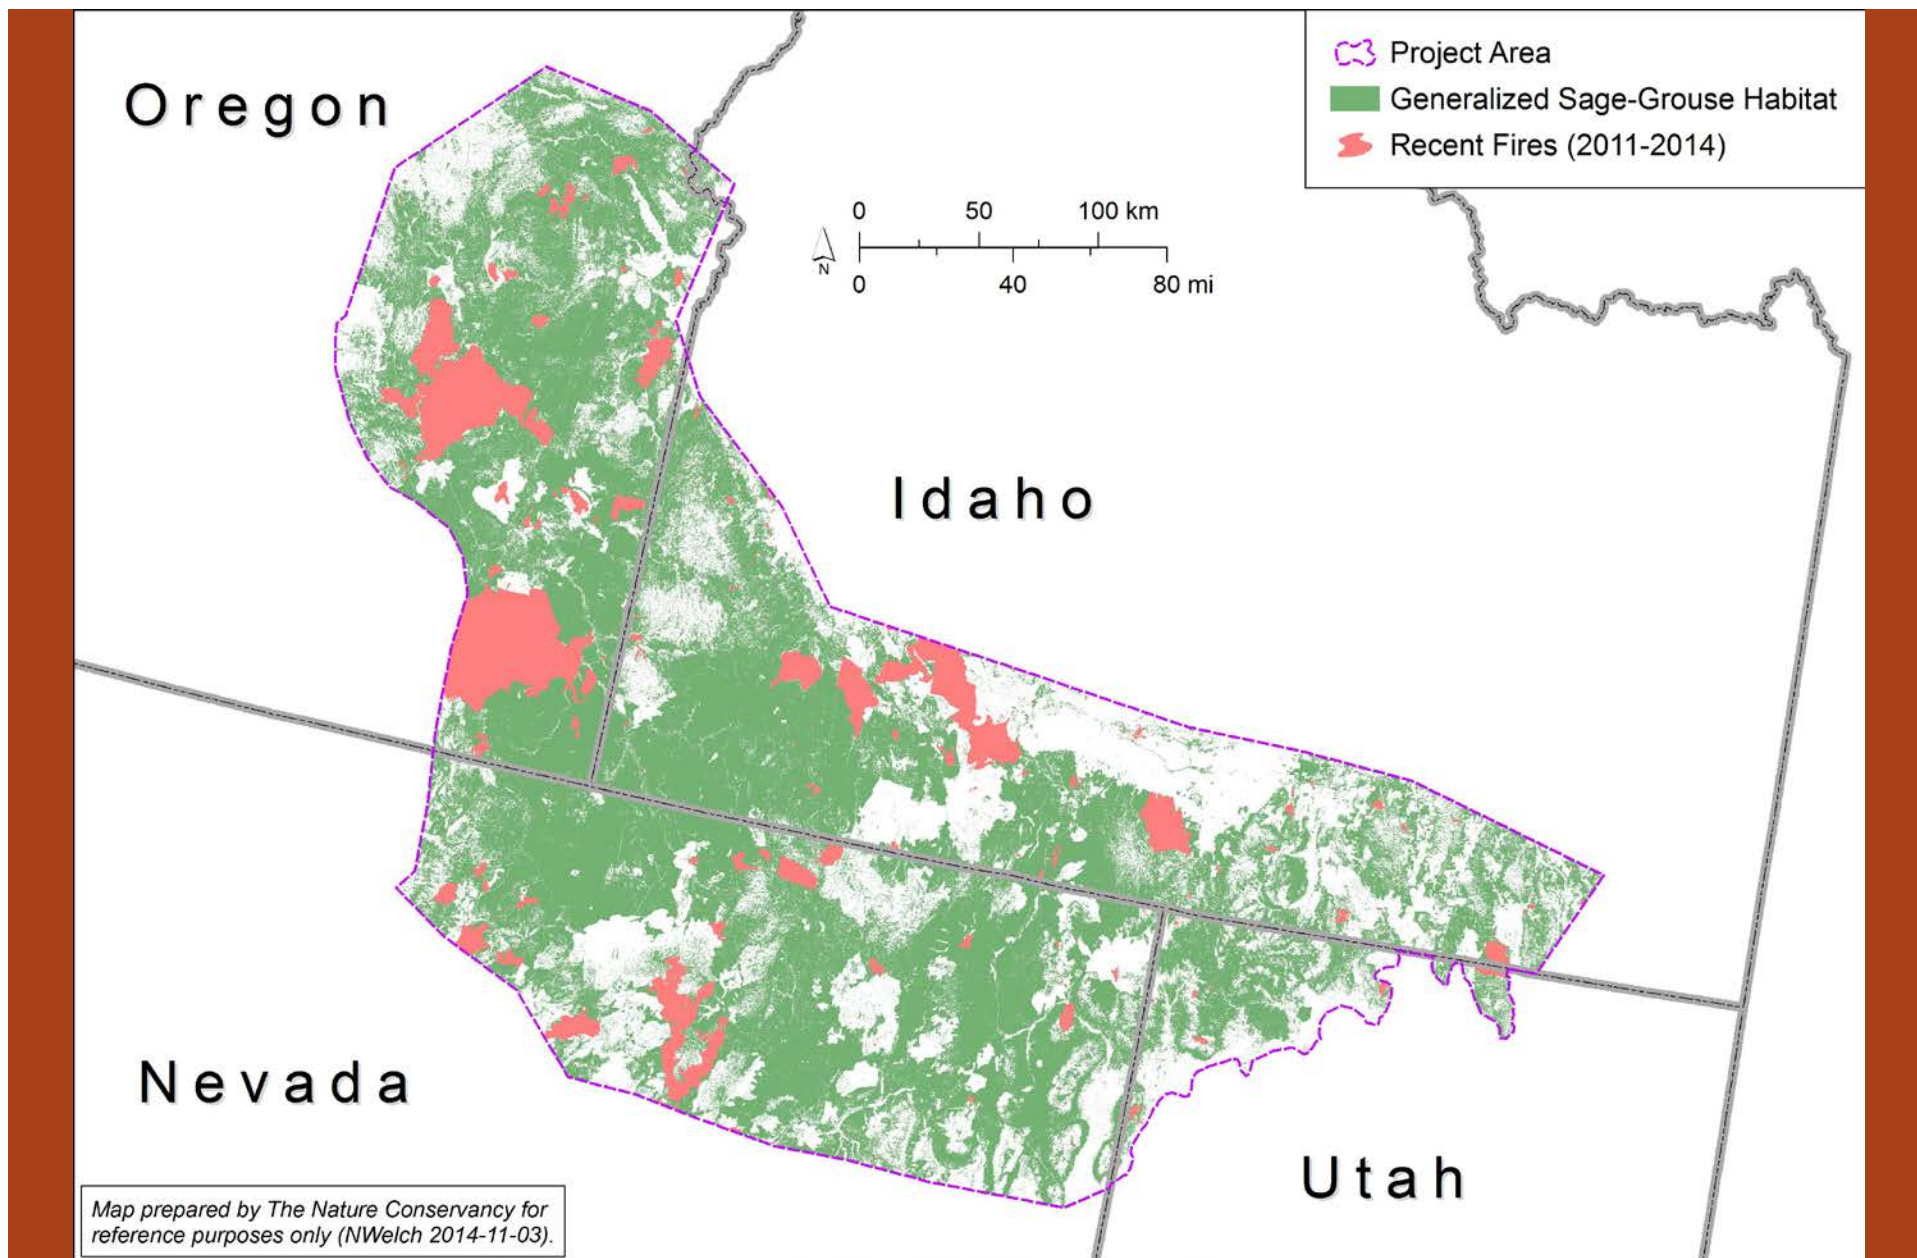 Oregon
Project Area
Generalized Sage-Grouse Habitat
Recent Fires (2011-2014)
0 50 100 km
N
0 40 80 mi
Idaho
Nevada
Utah
Map prepared by The Nature Conservancy for
reference purposes only (NWelch 2014-11-03).